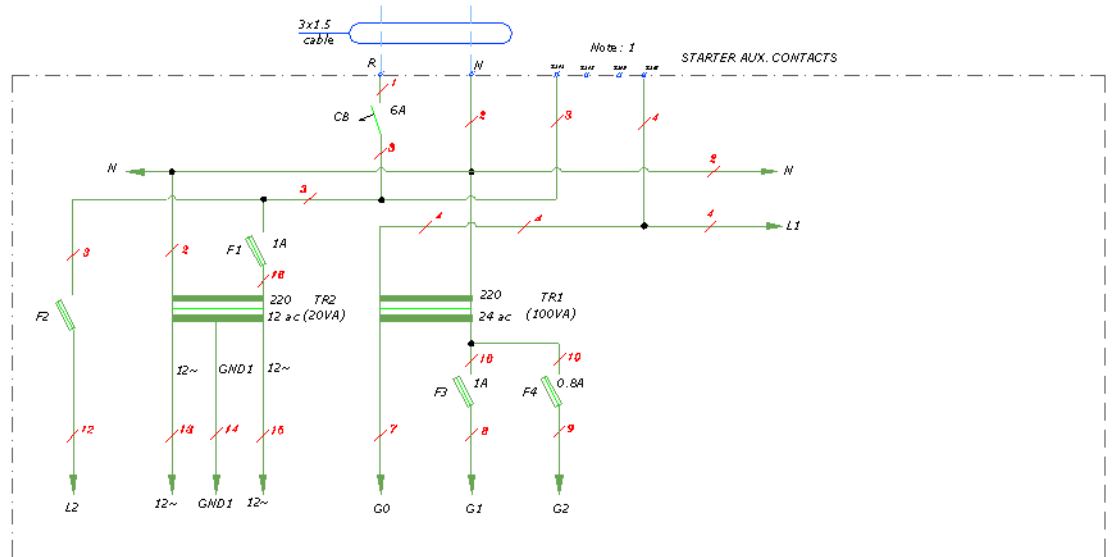 3x1.5
cable
Note: 1
STARTER AUX. CONTACTS
R
N
1
CB
6A
2
3
4
3
N
2
N
3
4
4
4
L1
3
2
F1
1A
16
F2
220
TR2
12 ac (20VA)
220
TR1
24 ac
(100VA)
12~
GND1
12~
10
10
F3
1A
F4
0.8A
12
13
14
15
7
8
9
L2
12~
GND1
12~
G0
G1
G2